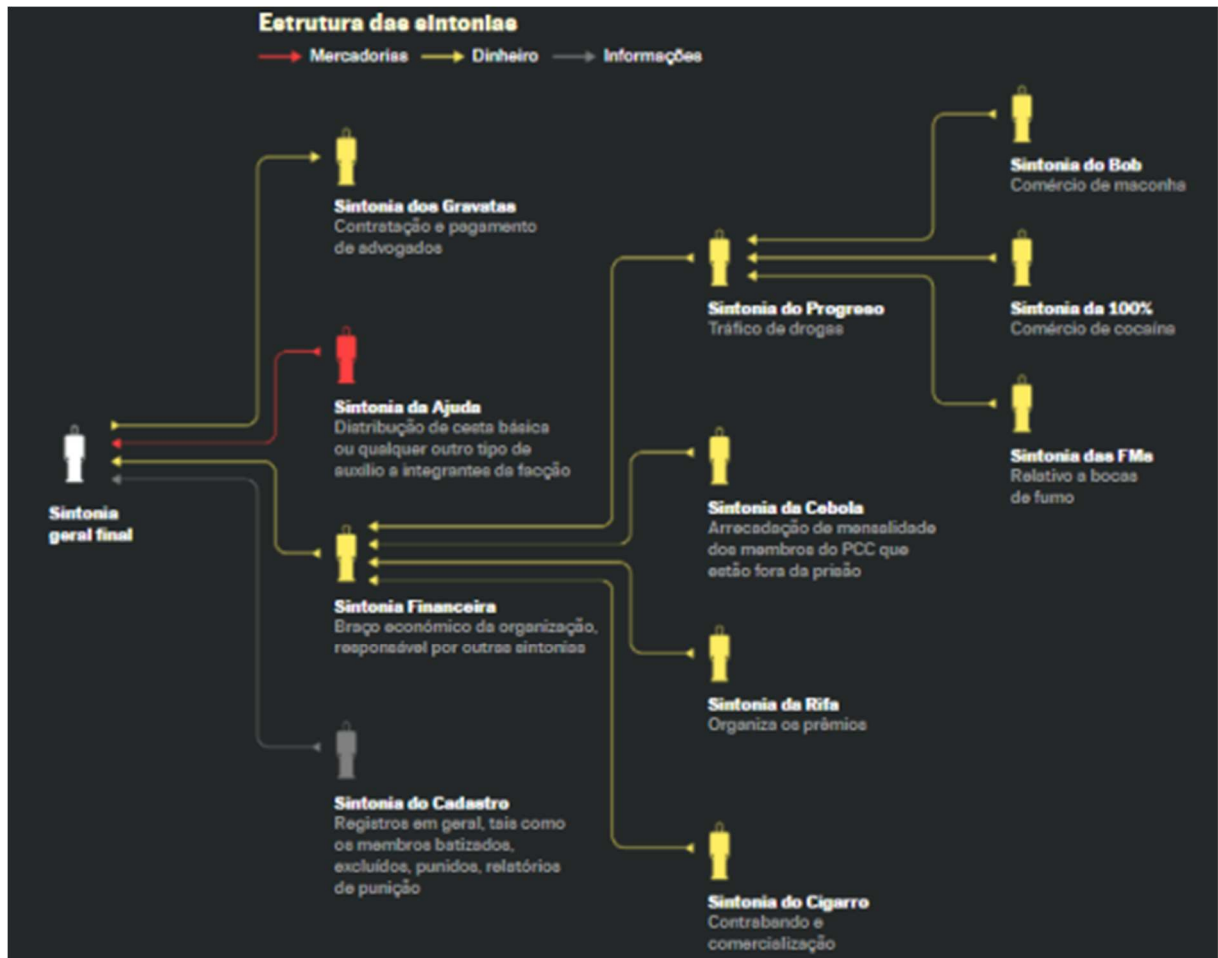 Estrutura das sintonias
Mercadorias
Dinheiro
Informações
Sintonia dos Gravatas
Contratação e pagamento
de advogados
Sintonia da Ajuda
Distribução de cesta básica
ou qualquer outro tipo de
auxílio a integrantes da facção
Sintonia
geral final
Sintonia Financeira
Braço económico da organização,
responsável por outras sintonias
Sintonia do Cadastro
Registros em geral, tais como
os membros batizados,
excluídos, punidos, relatórios
de punição
Sintonia do Progreso
Tráfico de drogas
Sintonia da Cebola
Arrecadação de mensalidade
dos membros do PCC que
estão fora da prisão
Sintonia da Rifa
Organiza os prêmios
Sintonia do Cigarro
Contrabando e
comercialização
Sintonia do Bob
Comércio de maconha
Sintonia da 100%
Comércio de cocaína
Sintonia das FMs
Relativo a bocas
de fumo